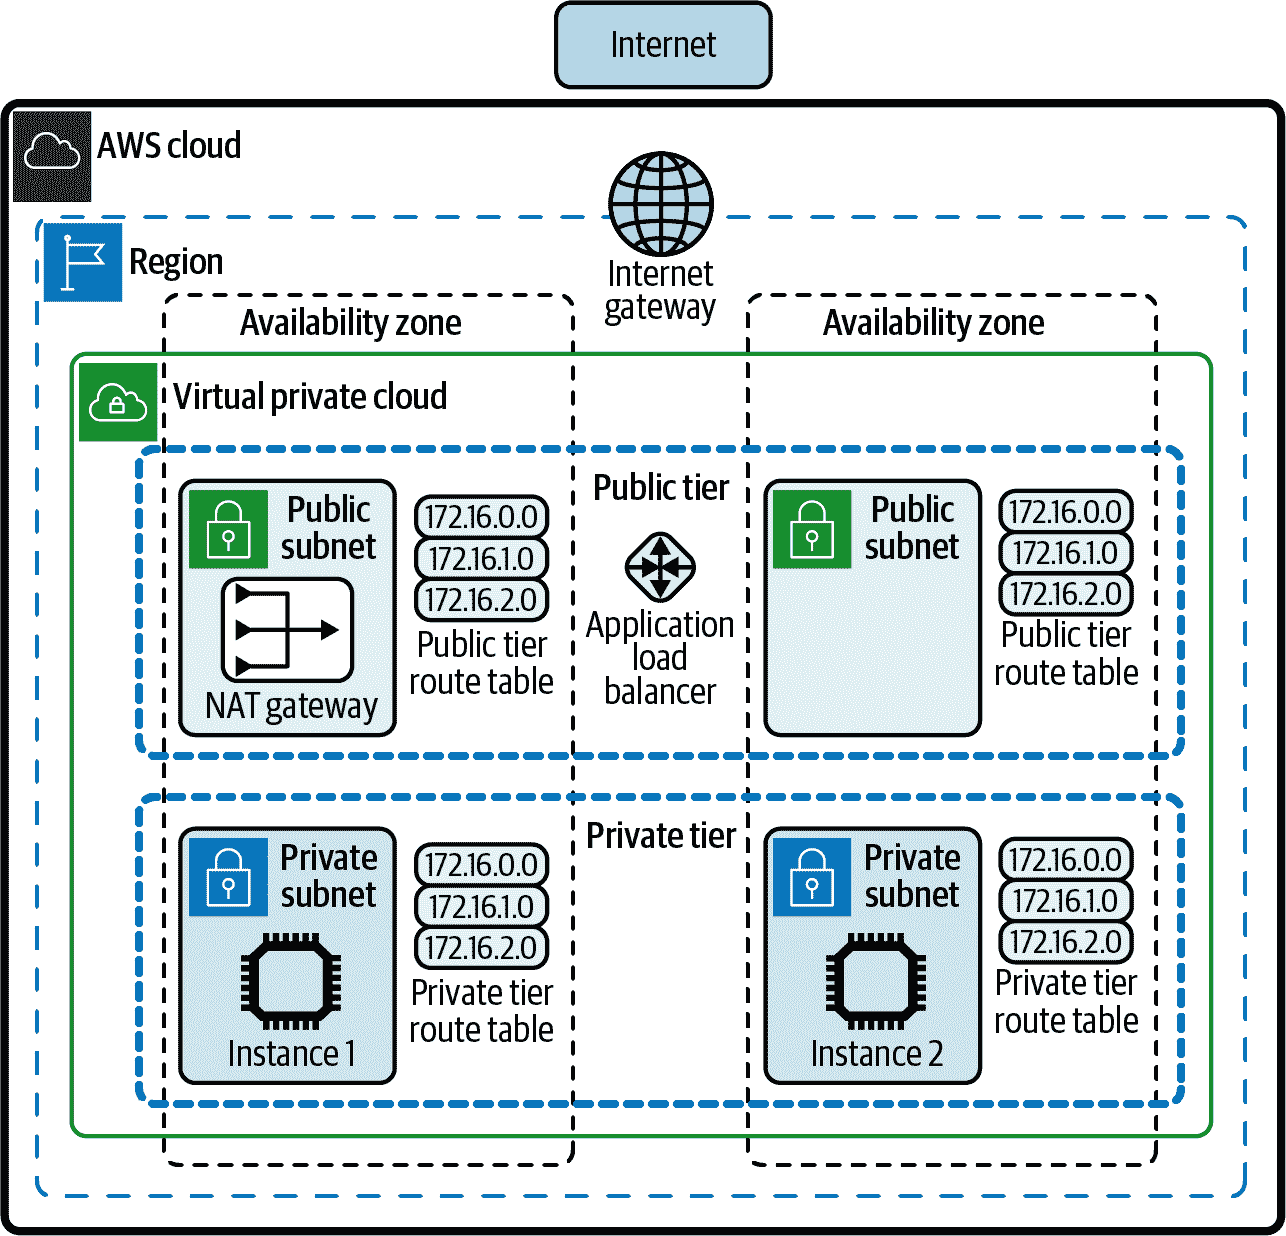 Internet
AWS cloud
Region
Internet
gateway
Availability zone
Availability zone
Virtual private cloud
Public tier
Public
subnet
172.16.0.0
172.16.1.0
172.16.2.0
Public tier
route table
NAT gateway
Application
load
balancer
Public
subnet
172.16.0.0
172.16.1.0
172.16.2.0
Public tier
route table
Private tier
Private
subnet
172.16.0.0
172.16.1.0
172.16.2.0
Private tier
route table
Instance 1
Private
subnet
172.16.0.0
172.16.1.0
172.16.2.0
Private tier
route table
Instance 2